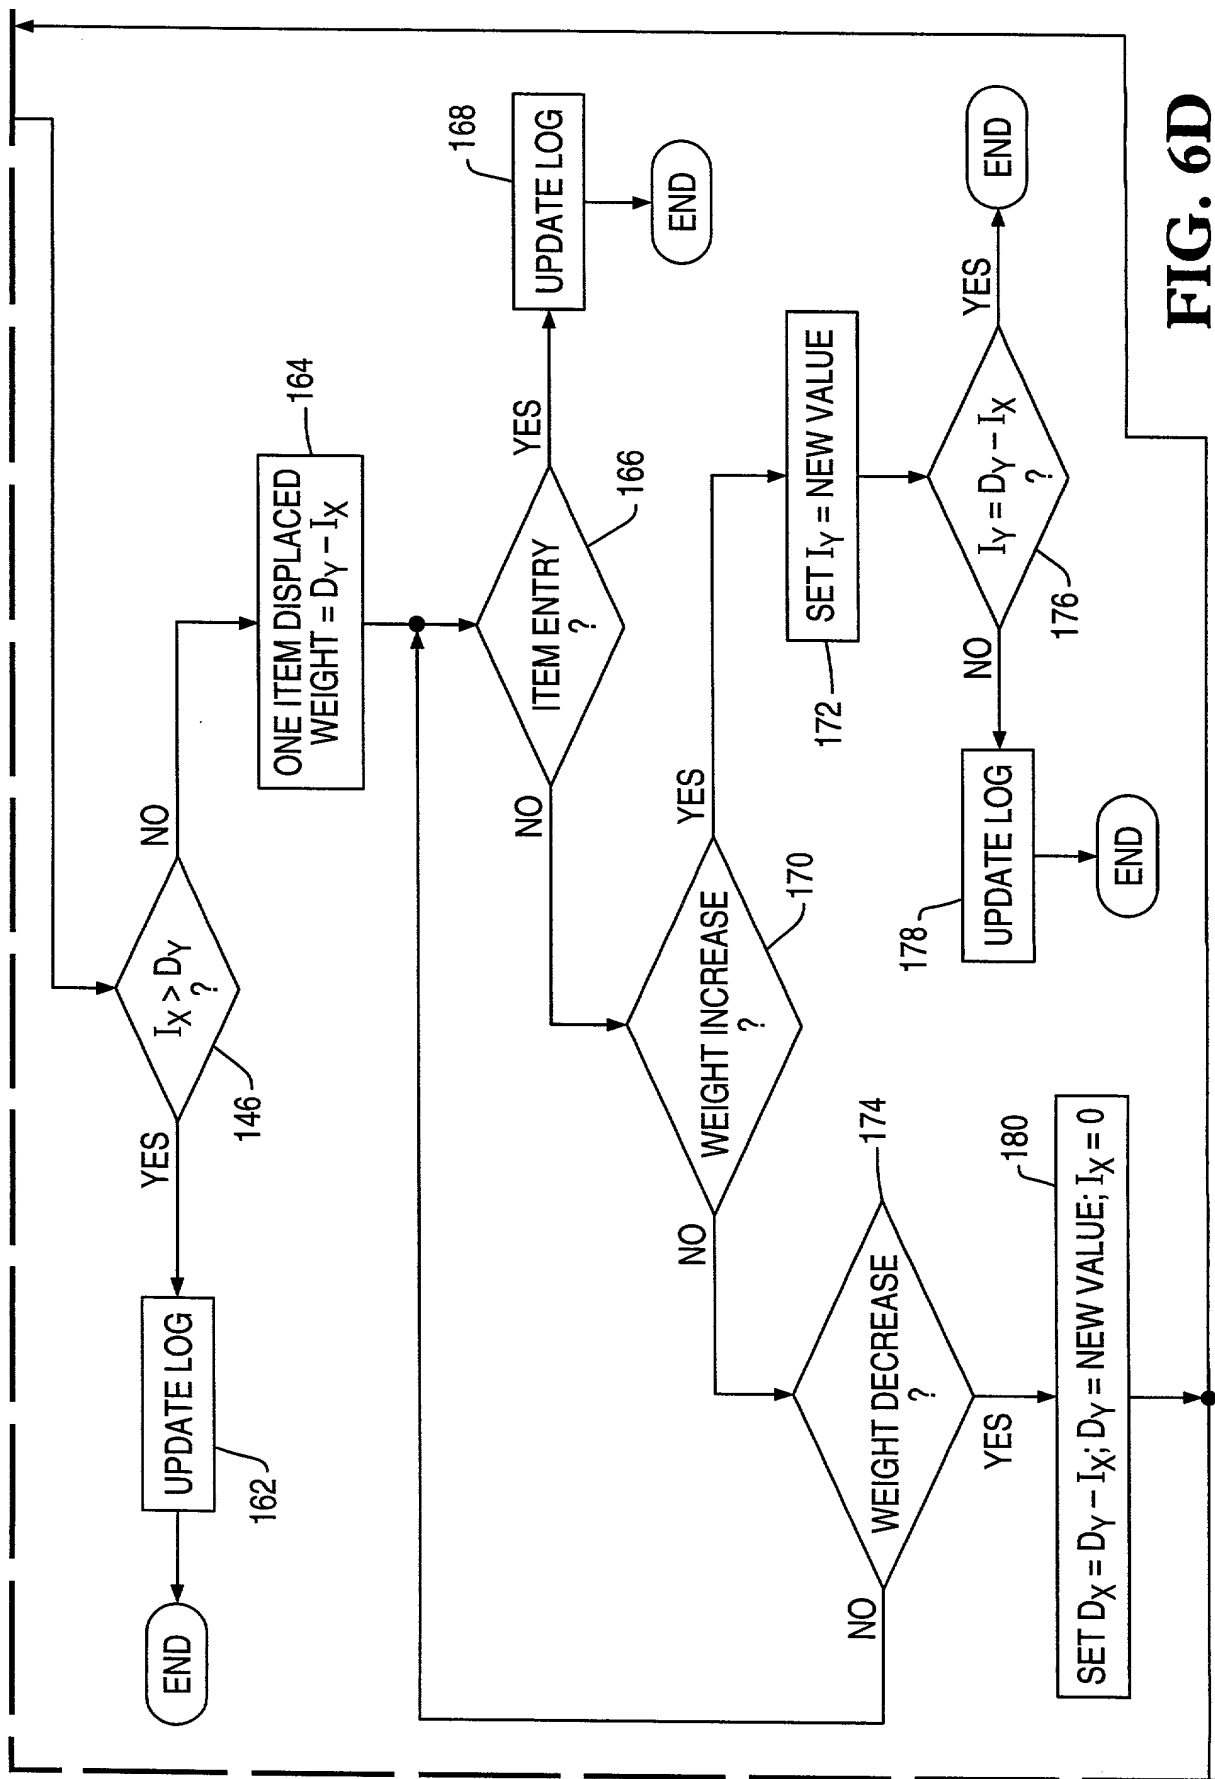 IX > DY
?
146
YES
NO
UPDATE LOG
162
END
ONE ITEM DISPLACED
WEIGHT = DY – IX
164
ITEM ENTRY
?
166
YES
NO
UPDATE LOG
168
END
WEIGHT INCREASE
?
170
YES
NO
SET IY = NEW VALUE
172
IY = DY – IX
?
176
YES
NO
END
UPDATE LOG
178
END
WEIGHT DECREASE
?
174
NO
YES
SET DX = DY – IX; DY = NEW VALUE; IX = 0
180
FIG. 6D